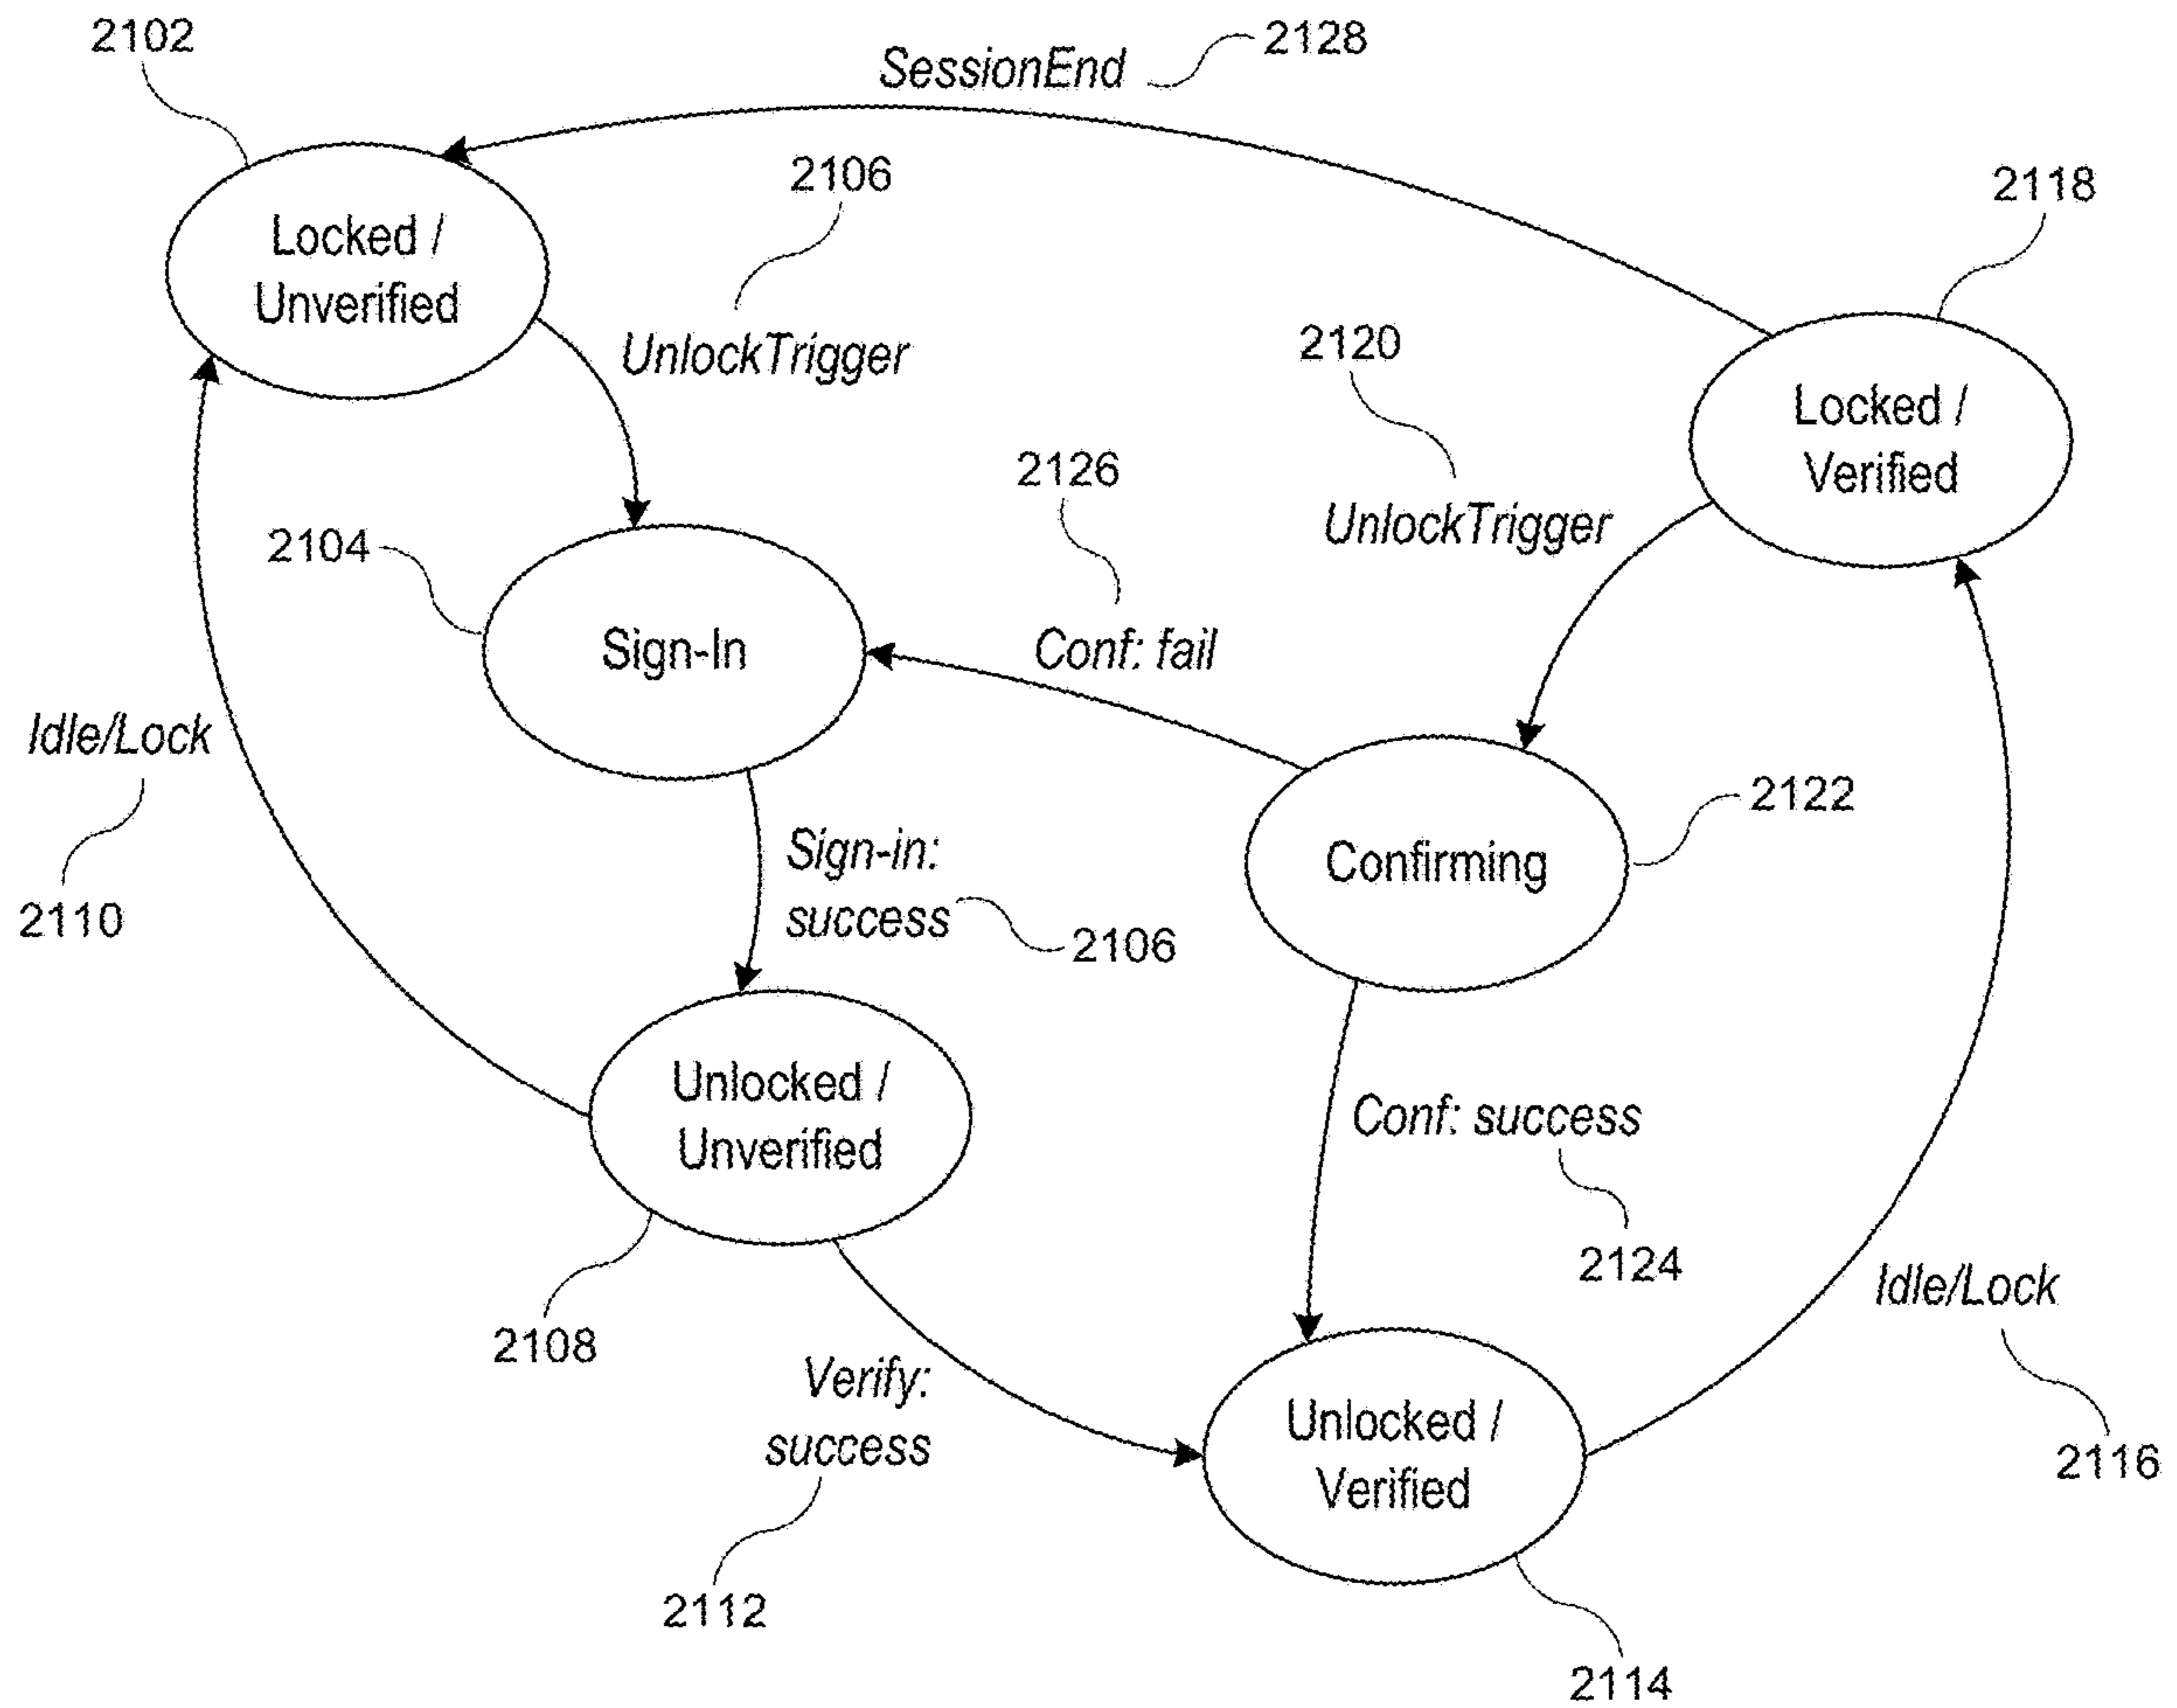 2102
SessionEnd
2128
2106
2118
Locked /
Unverified
UnlockTrigger
2120
Locked /
Verified
2126
UnlockTrigger
2104
Sign-In
Conf: fail
Idle/Lock
2110
2122
Confirming
Sign-in:
success
2106
Unlocked /
Unverified
Conf: success
2124
2108
Idle/Lock
2116
Verify:
success
2112
Unlocked /
Verified
2114